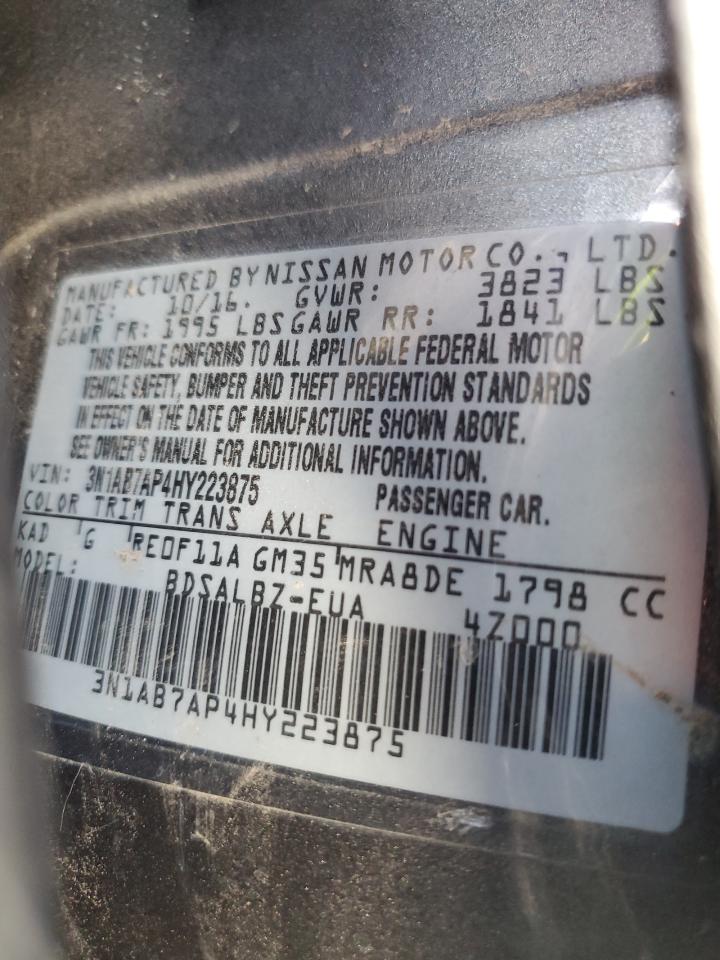 MANUFACTURED BY NISSAN MOTOR CO., LTD.
DATE: 10/16. GVWR: 3823 LBS
GAWR FR: 1995 LBS GAWR RR: 1841 LBS
THIS VEHICLE CONFORMS TO ALL APPLICABLE FEDERAL MOTOR
VEHICLE SAFETY, BUMPER AND THEFT PREVENTION STANDARDS
IN EFFECT ON THE DATE OF MANUFACTURE SHOWN ABOVE.
SEE OWNER'S MANUAL FOR ADDITIONAL INFORMATION.
VIN: 3N1AB7AP4HY223875 PASSENGER CAR.
COLOR TRIM TRANS AXLE ENGINE
KAD G RE0F11A GM35 MRA8DE 1798 CC
MODEL: BDSALBZ-EUA 4Z000
3N1AB7AP4HY223875